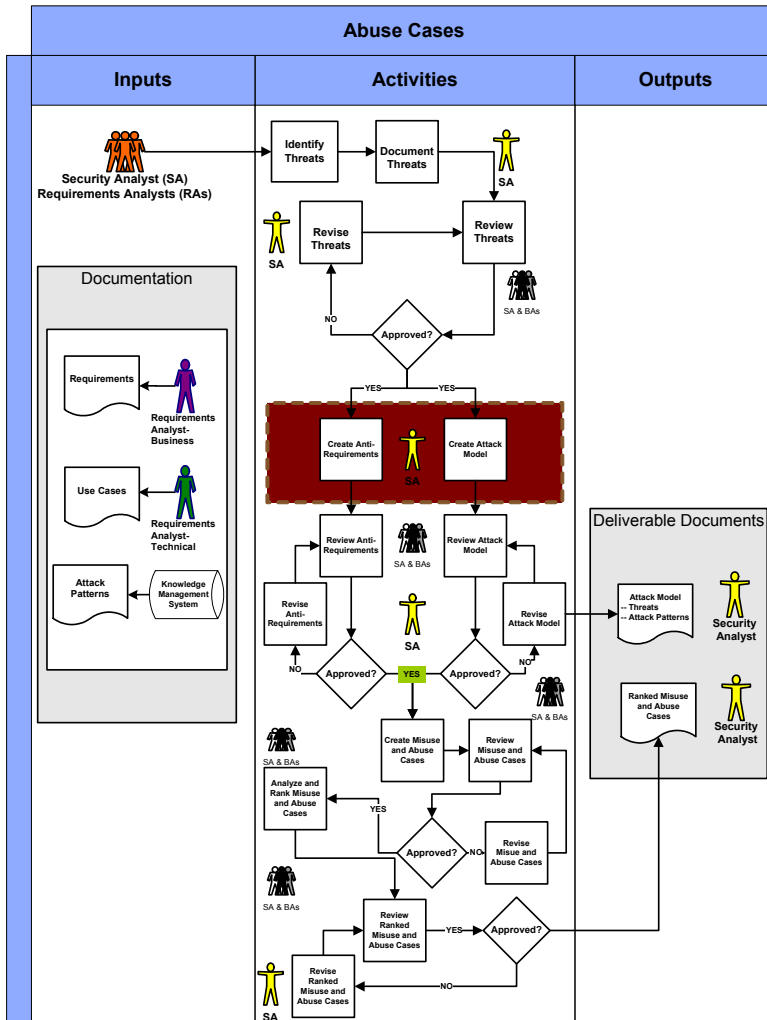 Abuse Cases
Inputs
Activities
Outputs
Security Analyst (SA)
Requirements Analysts (RAs)
Identify
Threats
Document
Threats
SA
Revise
Threats
SA
Review
Threats
SA & BAs
NO
Approved?
YES
YES
Documentation
Requirements
Requirements
Analyst-
Business
Use Cases
Requirements
Analyst-
Technical
Attack
Patterns
Knowledge
Management
System
Create Anti-
Requirements
SA
Create Attack
Model
Review Anti-
Requirements
SA & BAs
Review Attack
Model
Revise
Anti-
Requirements
SA
Revise
Attack Model
NO
Approved?
YES
Approved?
NO
SA & BAs
Deliverable Documents
Attack Model
-- Threats
-- Attack Patterns
Security
Analyst
Ranked Misuse
and Abuse
Cases
Security
Analyst
Create Misuse
and Abuse
Cases
Review
Misuse and
Abuse Cases
SA & BAs
Analyze and
Rank Misuse
and Abuse
Cases
YES
Approved?
NO
Revise
Misue and
Abuse Cases
SA & BAs
Review
Ranked
Misuse and
Abuse Cases
YES
Approved?
Revise
Ranked
Misuse and
Abuse Cases
NO
SA